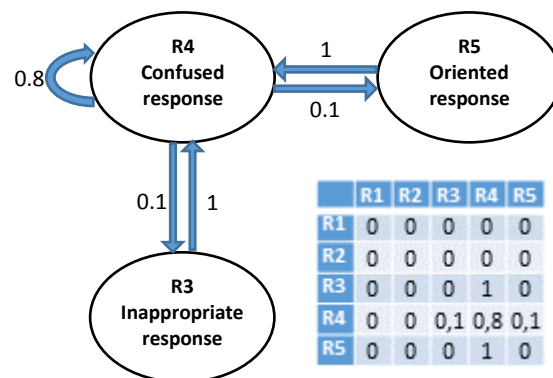 R4
Confused
response
R5
Oriented
response
0.8
1
0.1
0.1
1
R3
Inappropriate
response
R1 R2 R3 R4 R5
R1 0 0 0 0 0
R2 0 0 0 0 0
R3 0 0 0 1 0
R4 0 0 0,1 0,8 0,1
R5 0 0 0 1 0